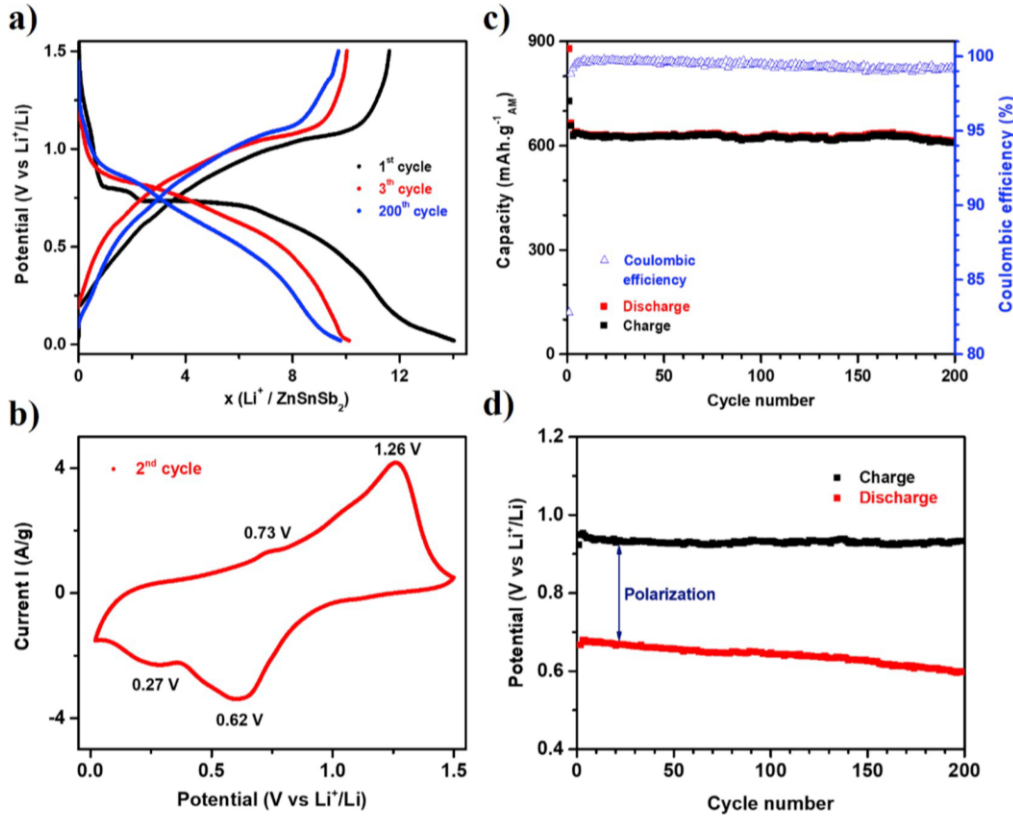 a)
1.5
1.0
0.5
0.0
Potential (V vs Li⁺/Li)
1st cycle
3th cycle
200th cycle
0 4 8 12
x (Li⁺ / ZnSnSb₂)
c)
900
600
300
0
Capacity (mAh.g⁻¹AM)
Coulombic
efficiency
Discharge
Charge
100
95
90
85
80
Coulombic efficiency (%)
0 50 100 150 200
Cycle number
b)
4
0
-4
Current I (A/g)
2nd cycle
1.26 V
0.73 V
0.27 V
0.62 V
0.0 0.5 1.0 1.5
Potential (V vs Li⁺/Li)
d)
1.2
1.0
0.8
0.6
0.4
Potential (V vs Li⁺/Li)
Charge
Discharge
Polarization
0 50 100 150 200
Cycle number